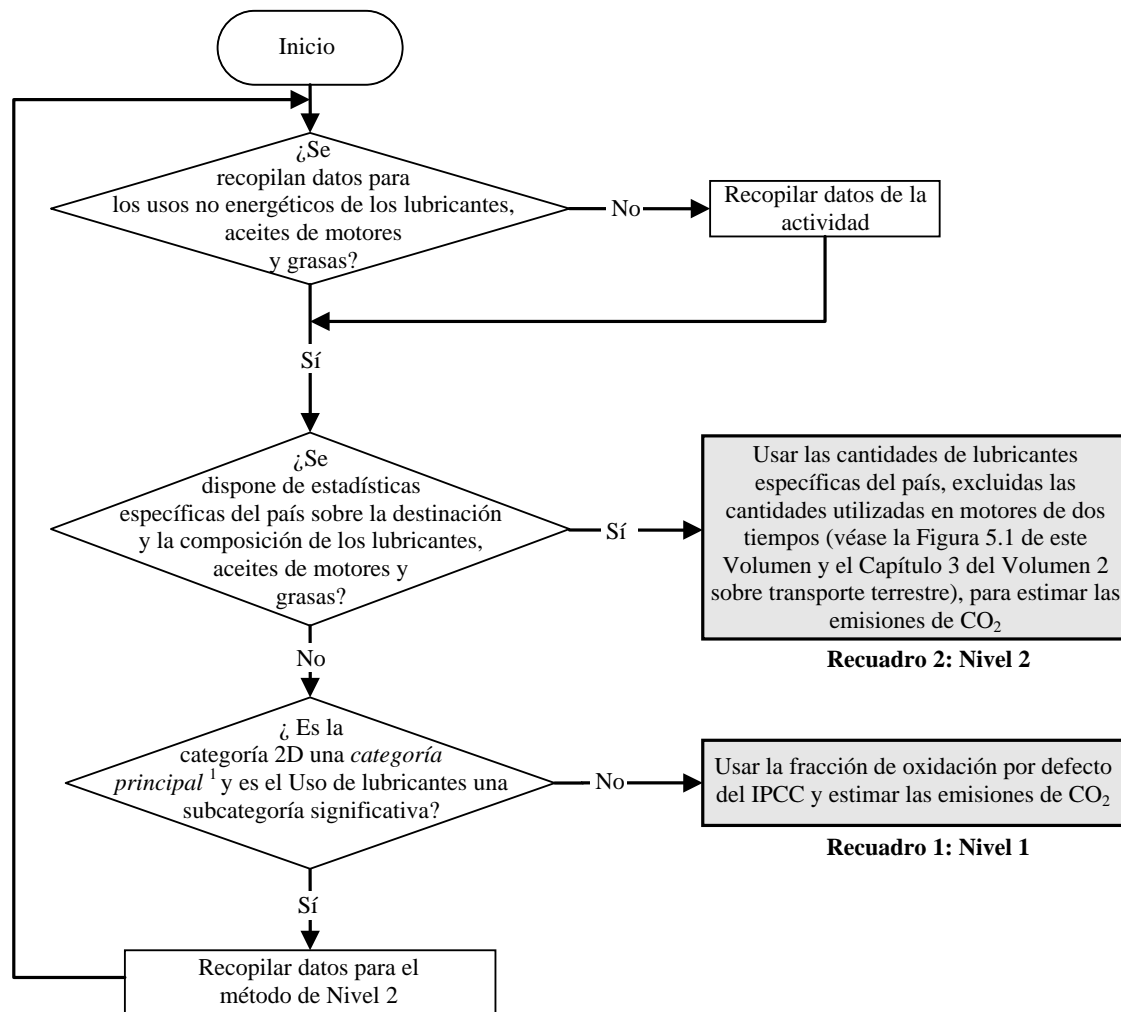 Inicio
¿Se
recopilan datos para
los usos no energéticos de los lubricantes,
aceites de motores
y grasas?
No
Recopilar datos de la
actividad
Sí
¿Se
dispone de estadísticas
específicas del país sobre la destinación
y la composición de los lubricantes,
aceites de motores y
grasas?
Sí
Usar las cantidades de lubricantes
específicas del país, excluidas las
cantidades utilizadas en motores de dos
tiempos (véase la Figura 5.1 de este
Volumen y el Capítulo 3 del Volumen 2
sobre transporte terrestre), para estimar las
emisiones de CO2
Recuadro 2: Nivel 2
No
¿ Es la
categoría 2D una categoría
principal 1 y es el Uso de lubricantes una
subcategoría significativa?
No
Usar la fracción de oxidación por defecto
del IPCC y estimar las emisiones de CO2
Recuadro 1: Nivel 1
Sí
Recopilar datos para el
método de Nivel 2